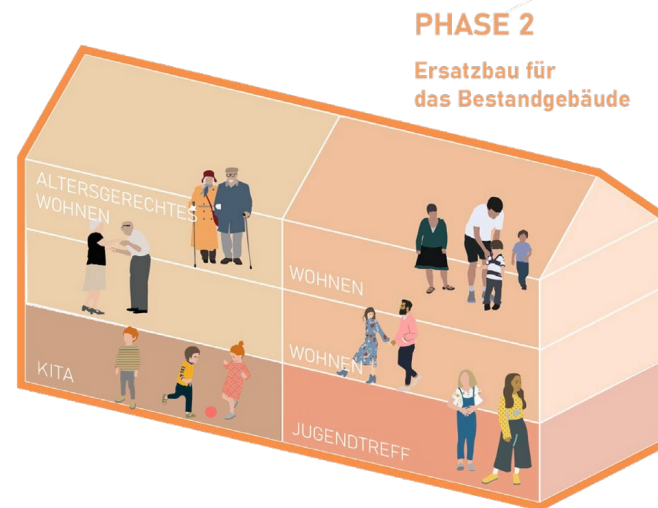 PHASE 2
Ersatzbau für
das Bestandgebäude
ALTERSGERECHTES
WOHNEN
WOHNEN
WOHNEN
KITA
JUGENDTREFF